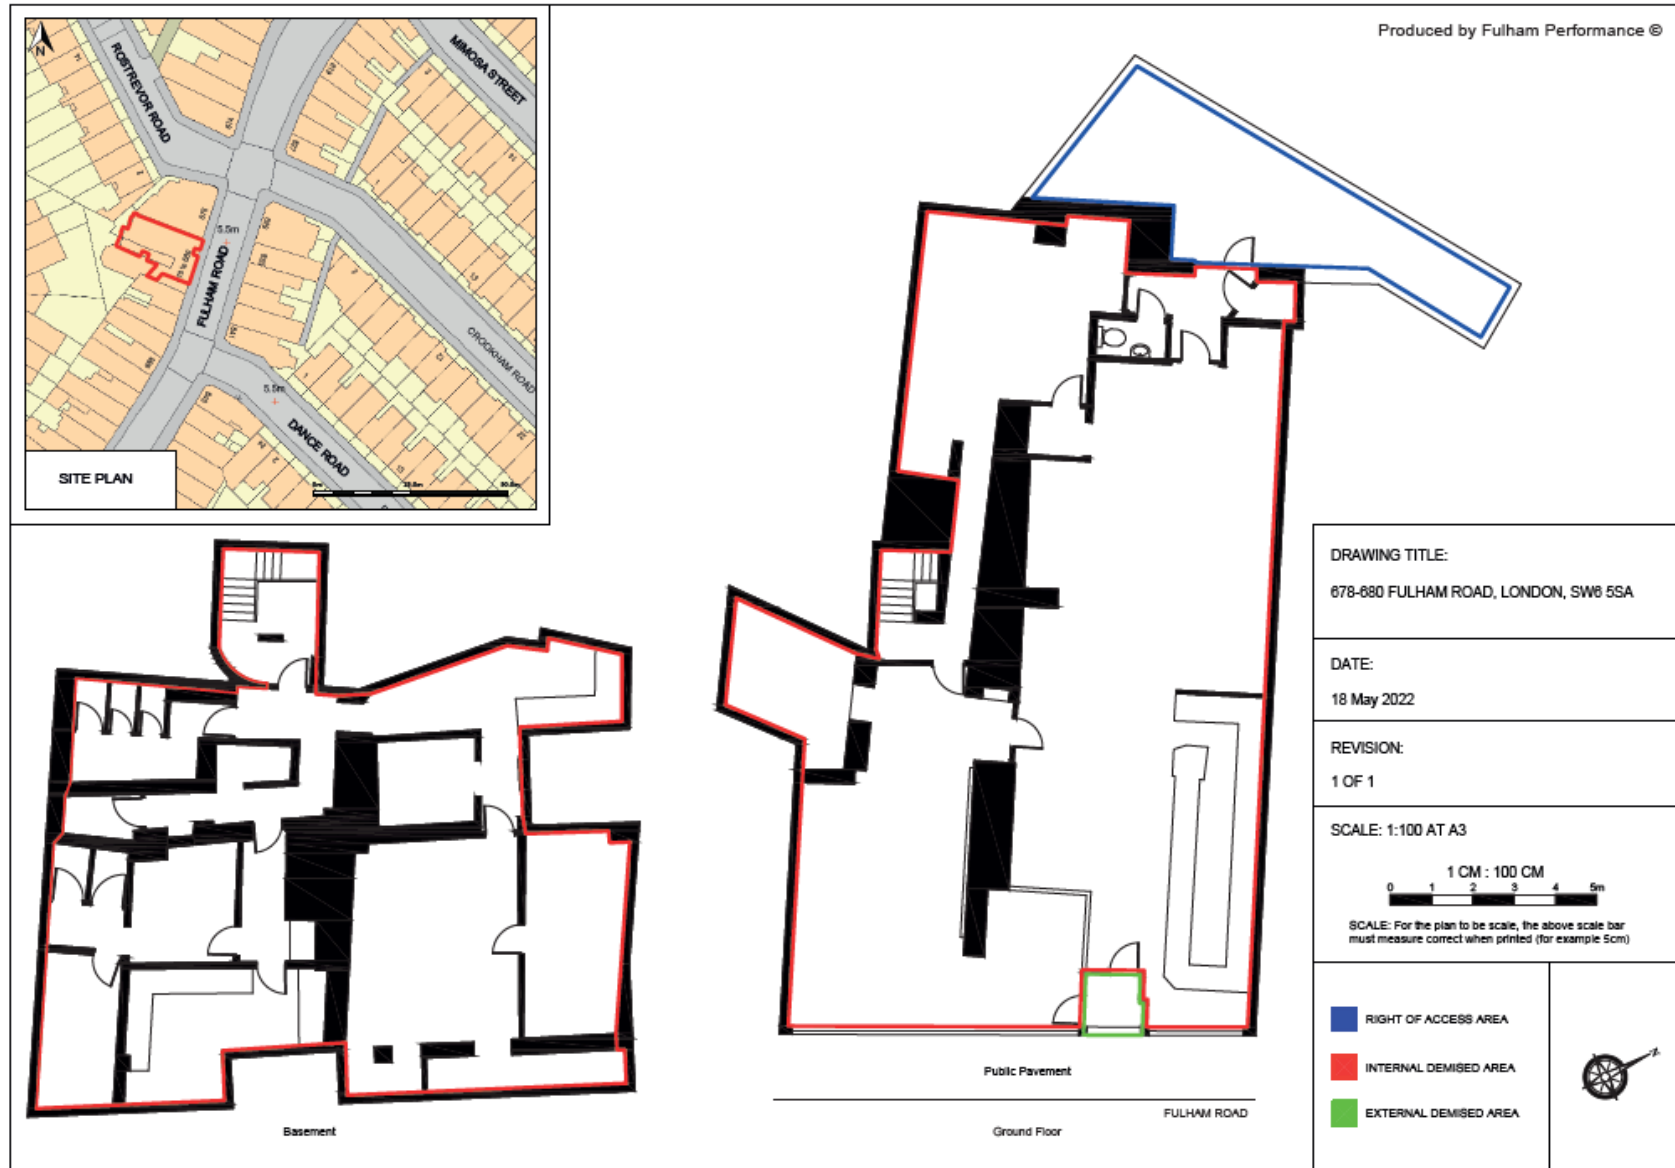 Produced by Fulham Performance ©
N
ROSTREVOR ROAD
MIMOSA STREET
FULHAM ROAD
5.5m
CROOKHAM ROAD
5.5m
DANCE ROAD
SITE PLAN
Basement
Public Pavement
FULHAM ROAD
Ground Floor
DRAWING TITLE:
678-680 FULHAM ROAD, LONDON, SW6 5SA
DATE:
18 May 2022
REVISION:
1 OF 1
SCALE: 1:100 AT A3
1 CM : 100 CM
0 1 2 3 4 5m
SCALE: For the plan to be scale, the above scale bar
must measure correct when printed (for example 5cm)
RIGHT OF ACCESS AREA
INTERNAL DEMISED AREA
EXTERNAL DEMISED AREA
N